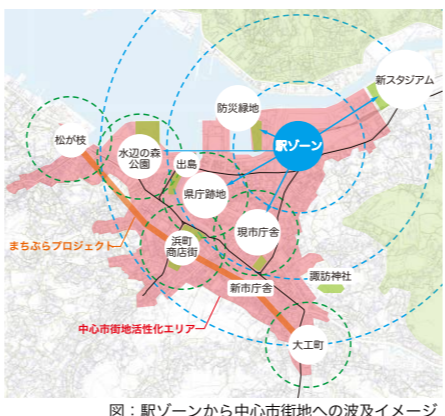 新スタジアム
防災緑地
駅ゾーン
松が枝
水辺の森
公園
出島
県庁跡地
現市庁舎
まちぶらプロジェクト
浜町
商店街
新市庁舎
諏訪神社
中心市街地活性化エリア
大工町
図：駅ゾーンから中心市街地への波及イメージ